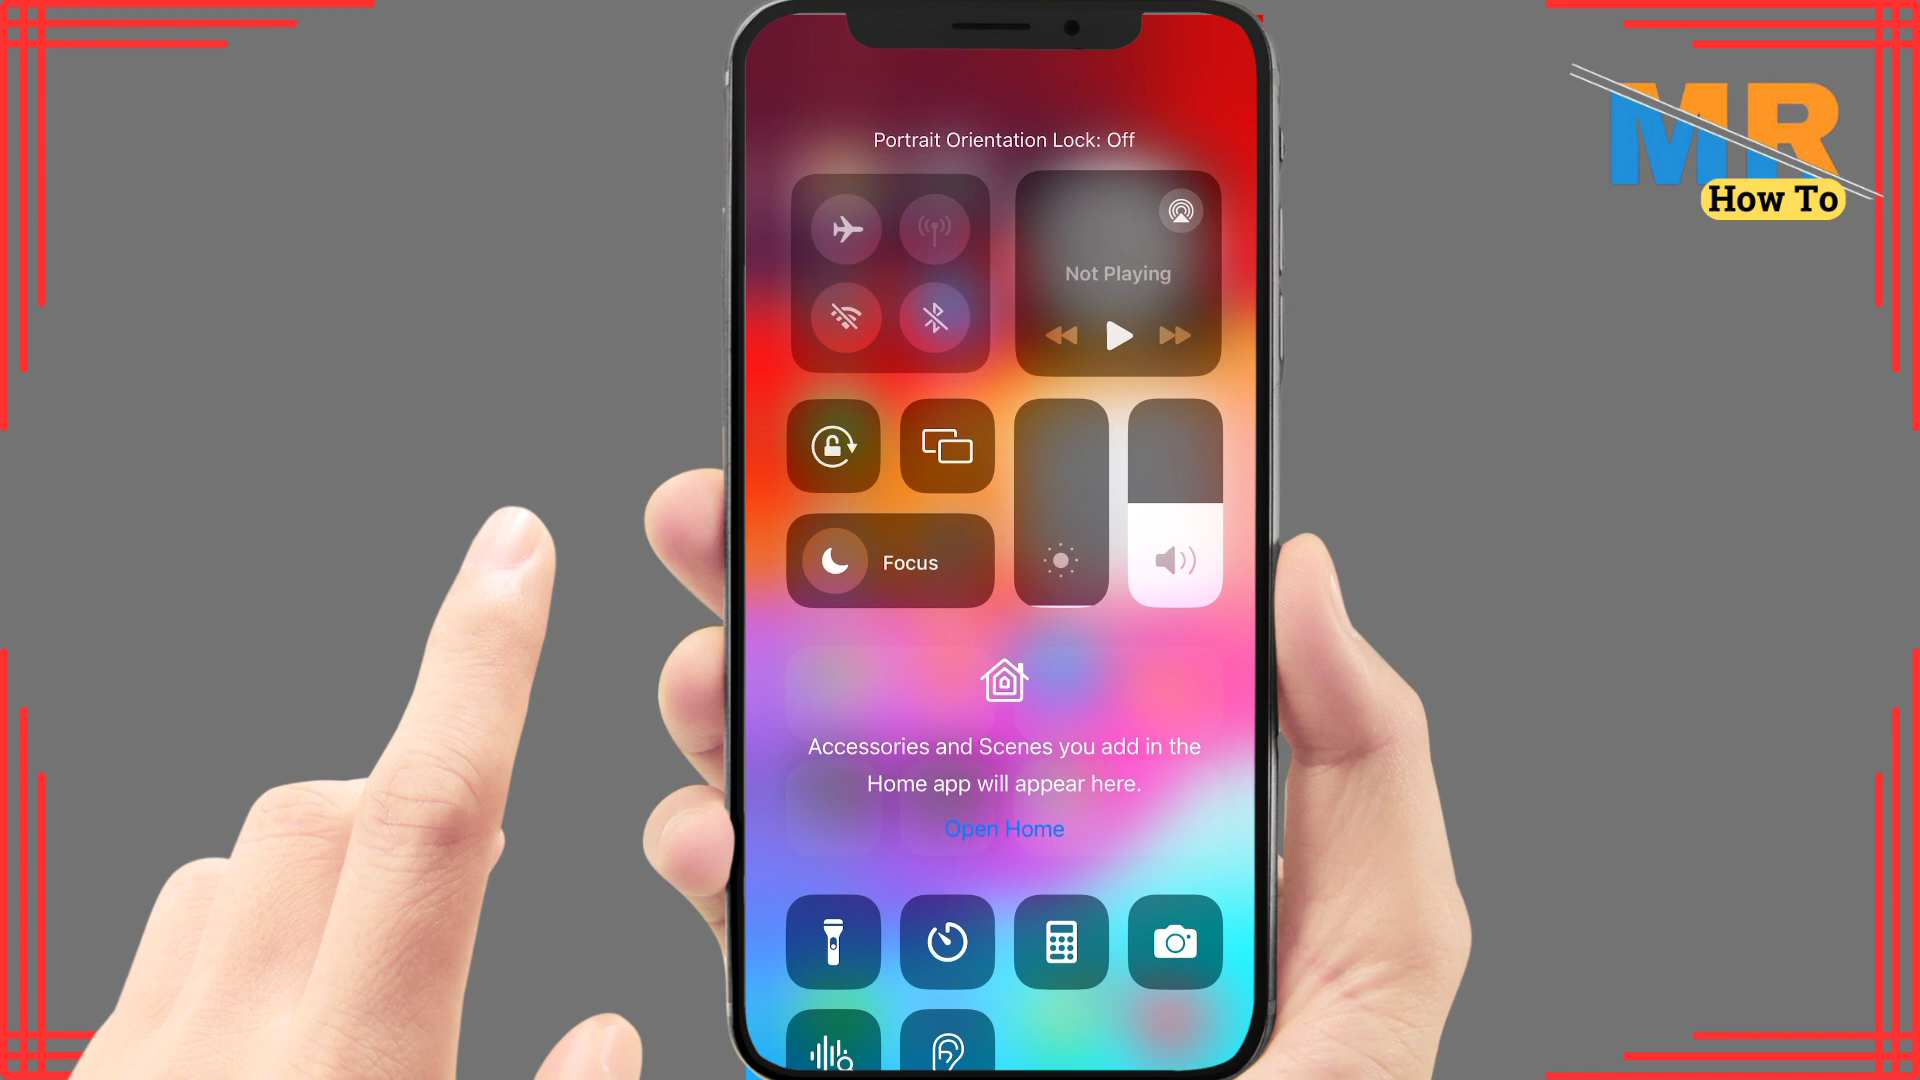 MR
How To
Portrait Orientation Lock: Off
Not Playing
Focus
Accessories and Scenes you add in the
Home app will appear here.
Open Home